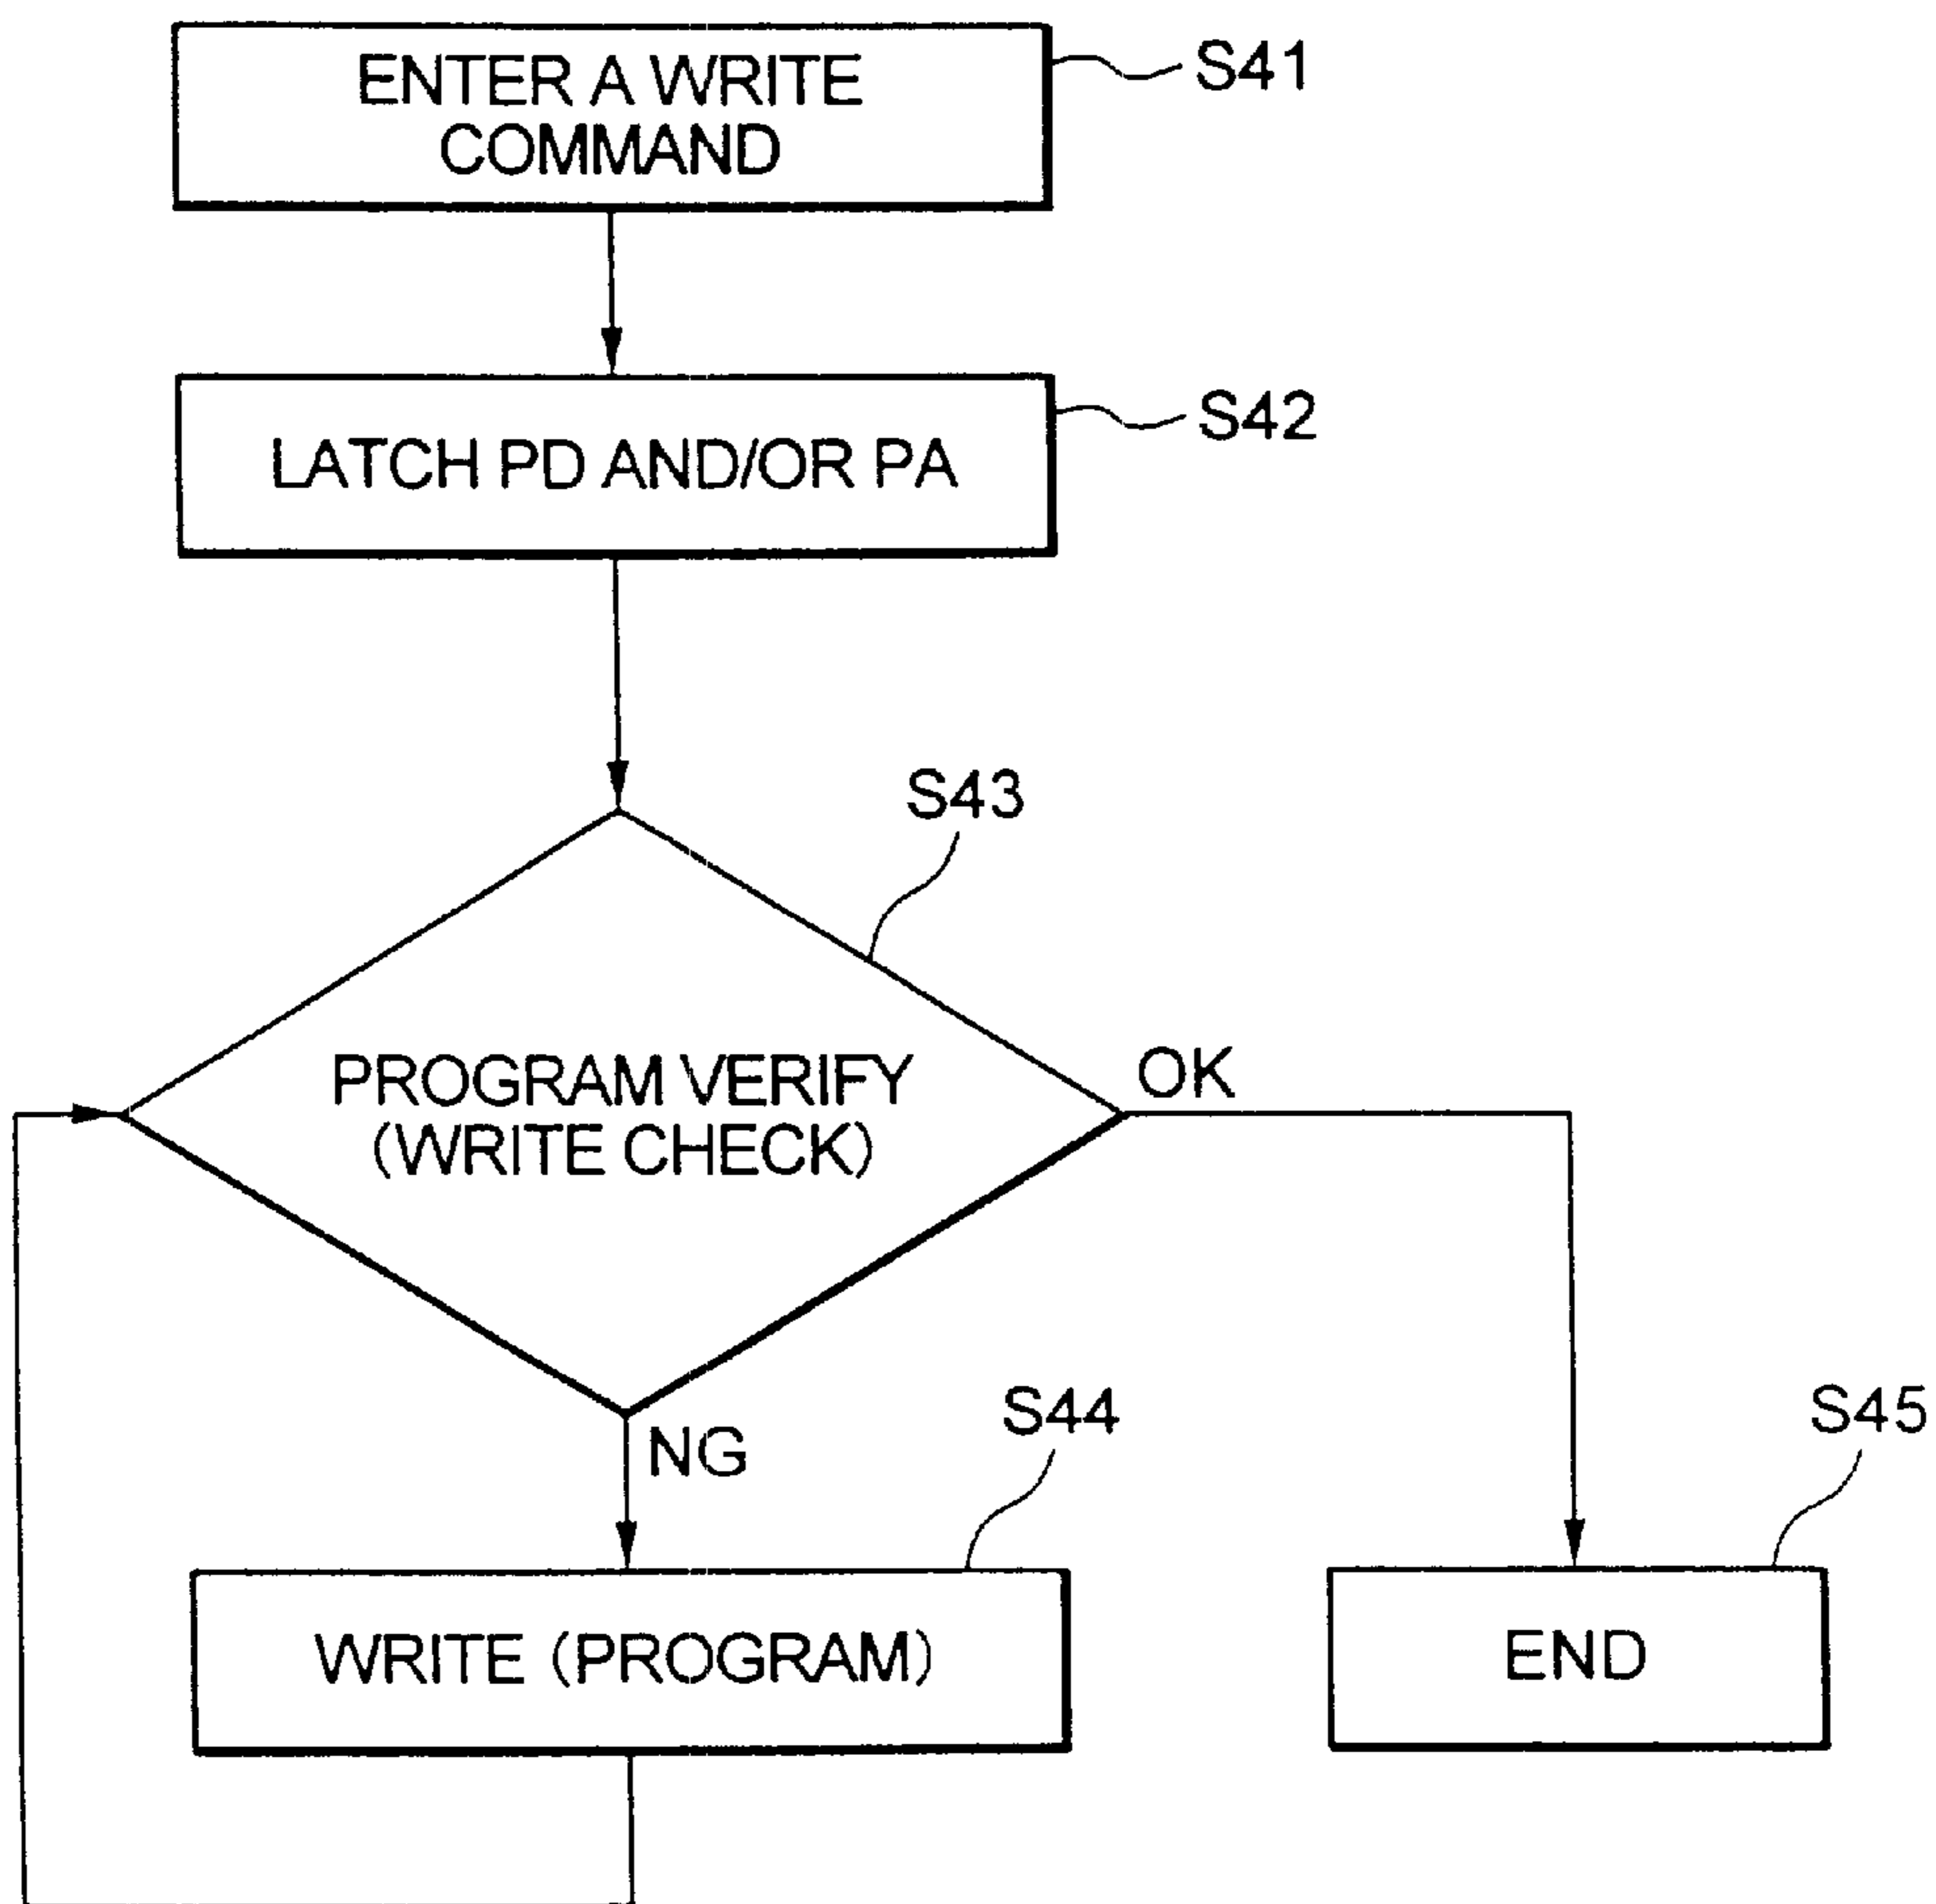 ENTER A WRITE
COMMAND
S41
LATCH PD AND/OR PA
S42
S43
PROGRAM VERIFY
(WRITE CHECK)
OK
NG
S44
S45
WRITE (PROGRAM)
END